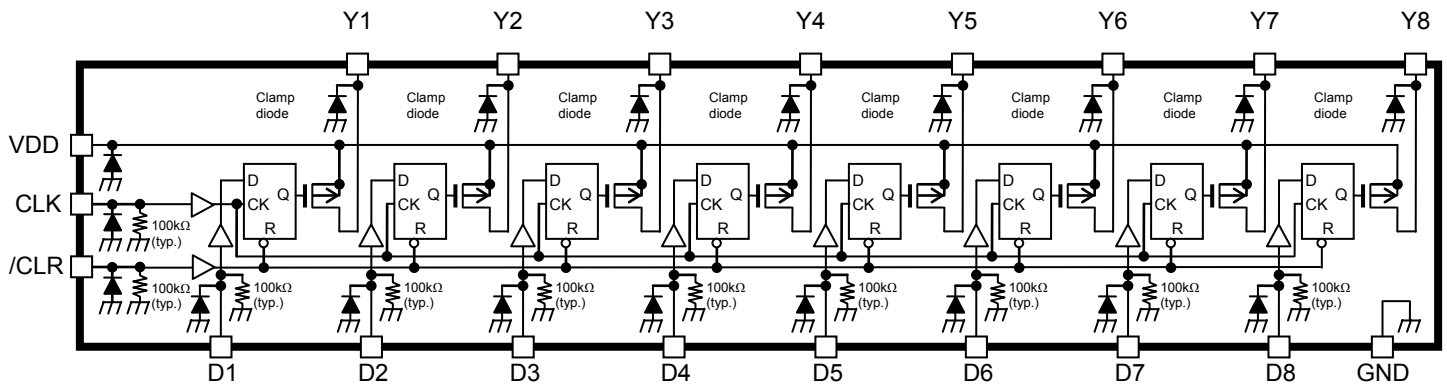 Y1 Y2 Y3 Y4 Y5 Y6 Y7 Y8
Clamp diode Clamp diode Clamp diode Clamp diode Clamp diode Clamp diode Clamp diode Clamp diode
VDD
D Q D Q D Q D Q D Q D Q D Q D Q
CLK
CK CK CK CK CK CK CK CK
100kΩ (typ.)
R R R R R R R R
/CLR
100kΩ (typ.) 100kΩ (typ.) 100kΩ (typ.) 100kΩ (typ.) 100kΩ (typ.) 100kΩ (typ.) 100kΩ (typ.) 100kΩ (typ.) 100kΩ (typ.)
D1 D2 D3 D4 D5 D6 D7 D8 GND